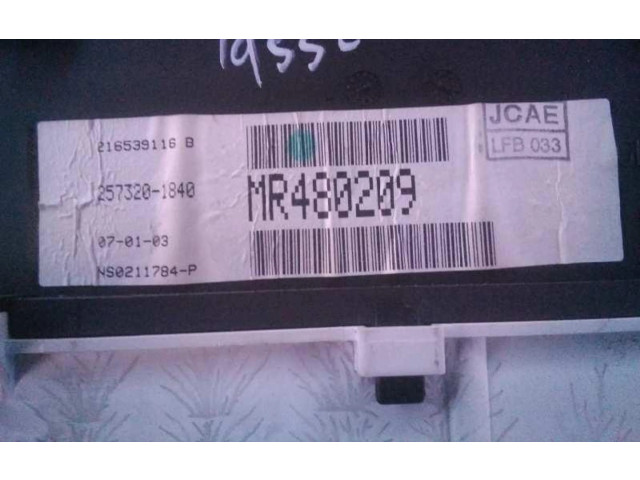 216539116 B
JCAE
LFB 033
257320-1840
MR480209
07-01-03
NS0211784-P